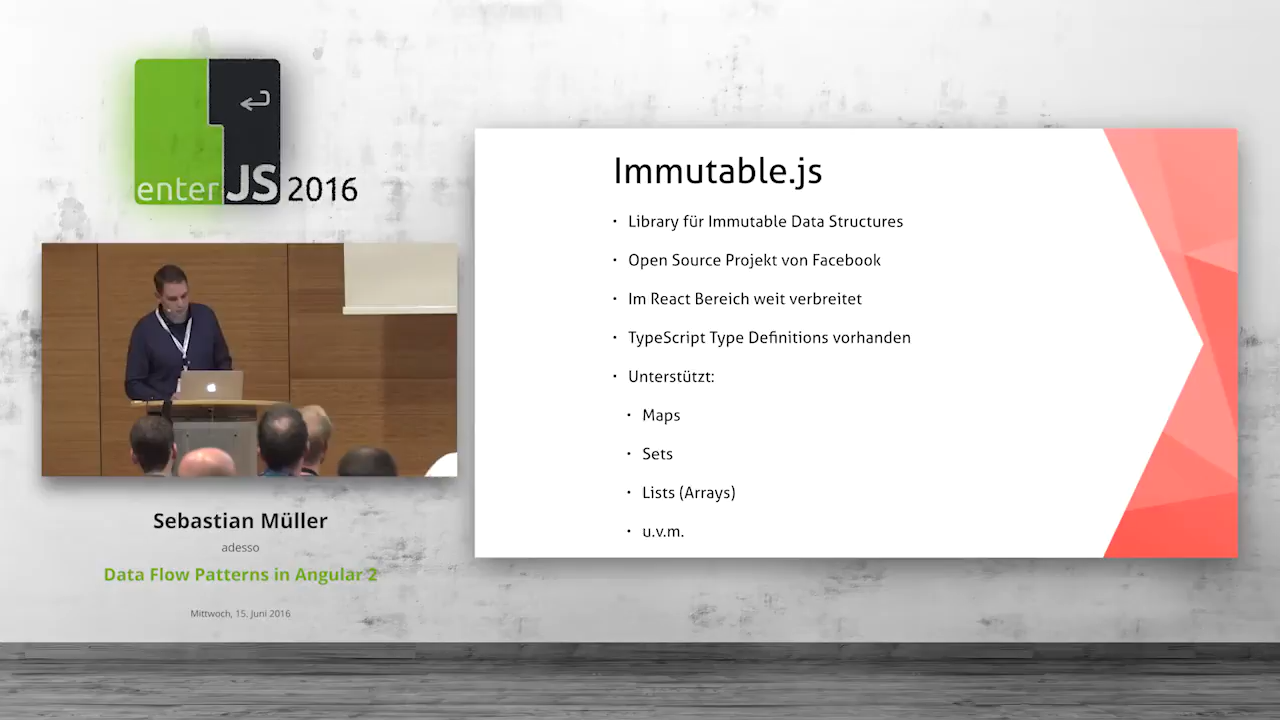 enterJS 2016
Sebastian Müller
adesso
Data Flow Patterns in Angular 2
Mittwoch, 15. Juni 2016
Immutable.js
· Library für Immutable Data Structures
· Open Source Projekt von Facebook
· Im React Bereich weit verbreitet
· TypeScript Type Definitions vorhanden
· Unterstützt:
· Maps
· Sets
· Lists (Arrays)
· u.v.m.